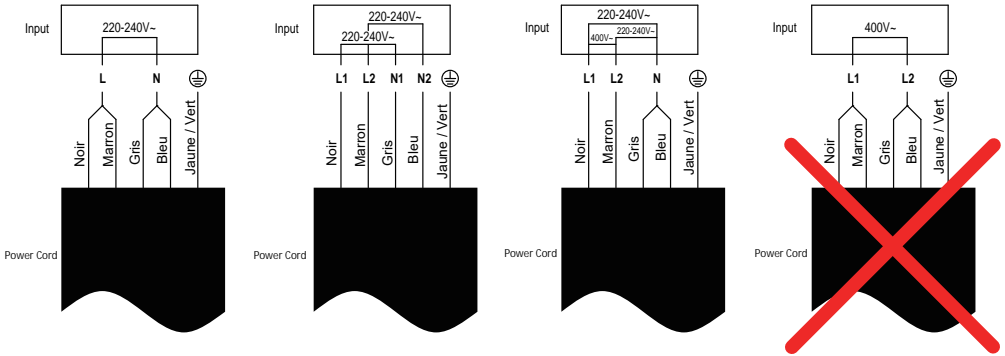 Input
220-240V~
L
N
Noir
Marron
Gris
Bleu
Jaune / Vert
Power Cord
Input
220-240V~
220-240V~
L1
L2
N1
N2
Noir
Marron
Gris
Bleu
Jaune / Vert
Power Cord
Input
220-240V~
400V~
220-240V~
L1
L2
N
Noir
Marron
Gris
Bleu
Jaune / Vert
Power Cord
Input
400V~
L1
L2
Noir
Marron
Gris
Bleu
Jaune / Vert
Power Cord